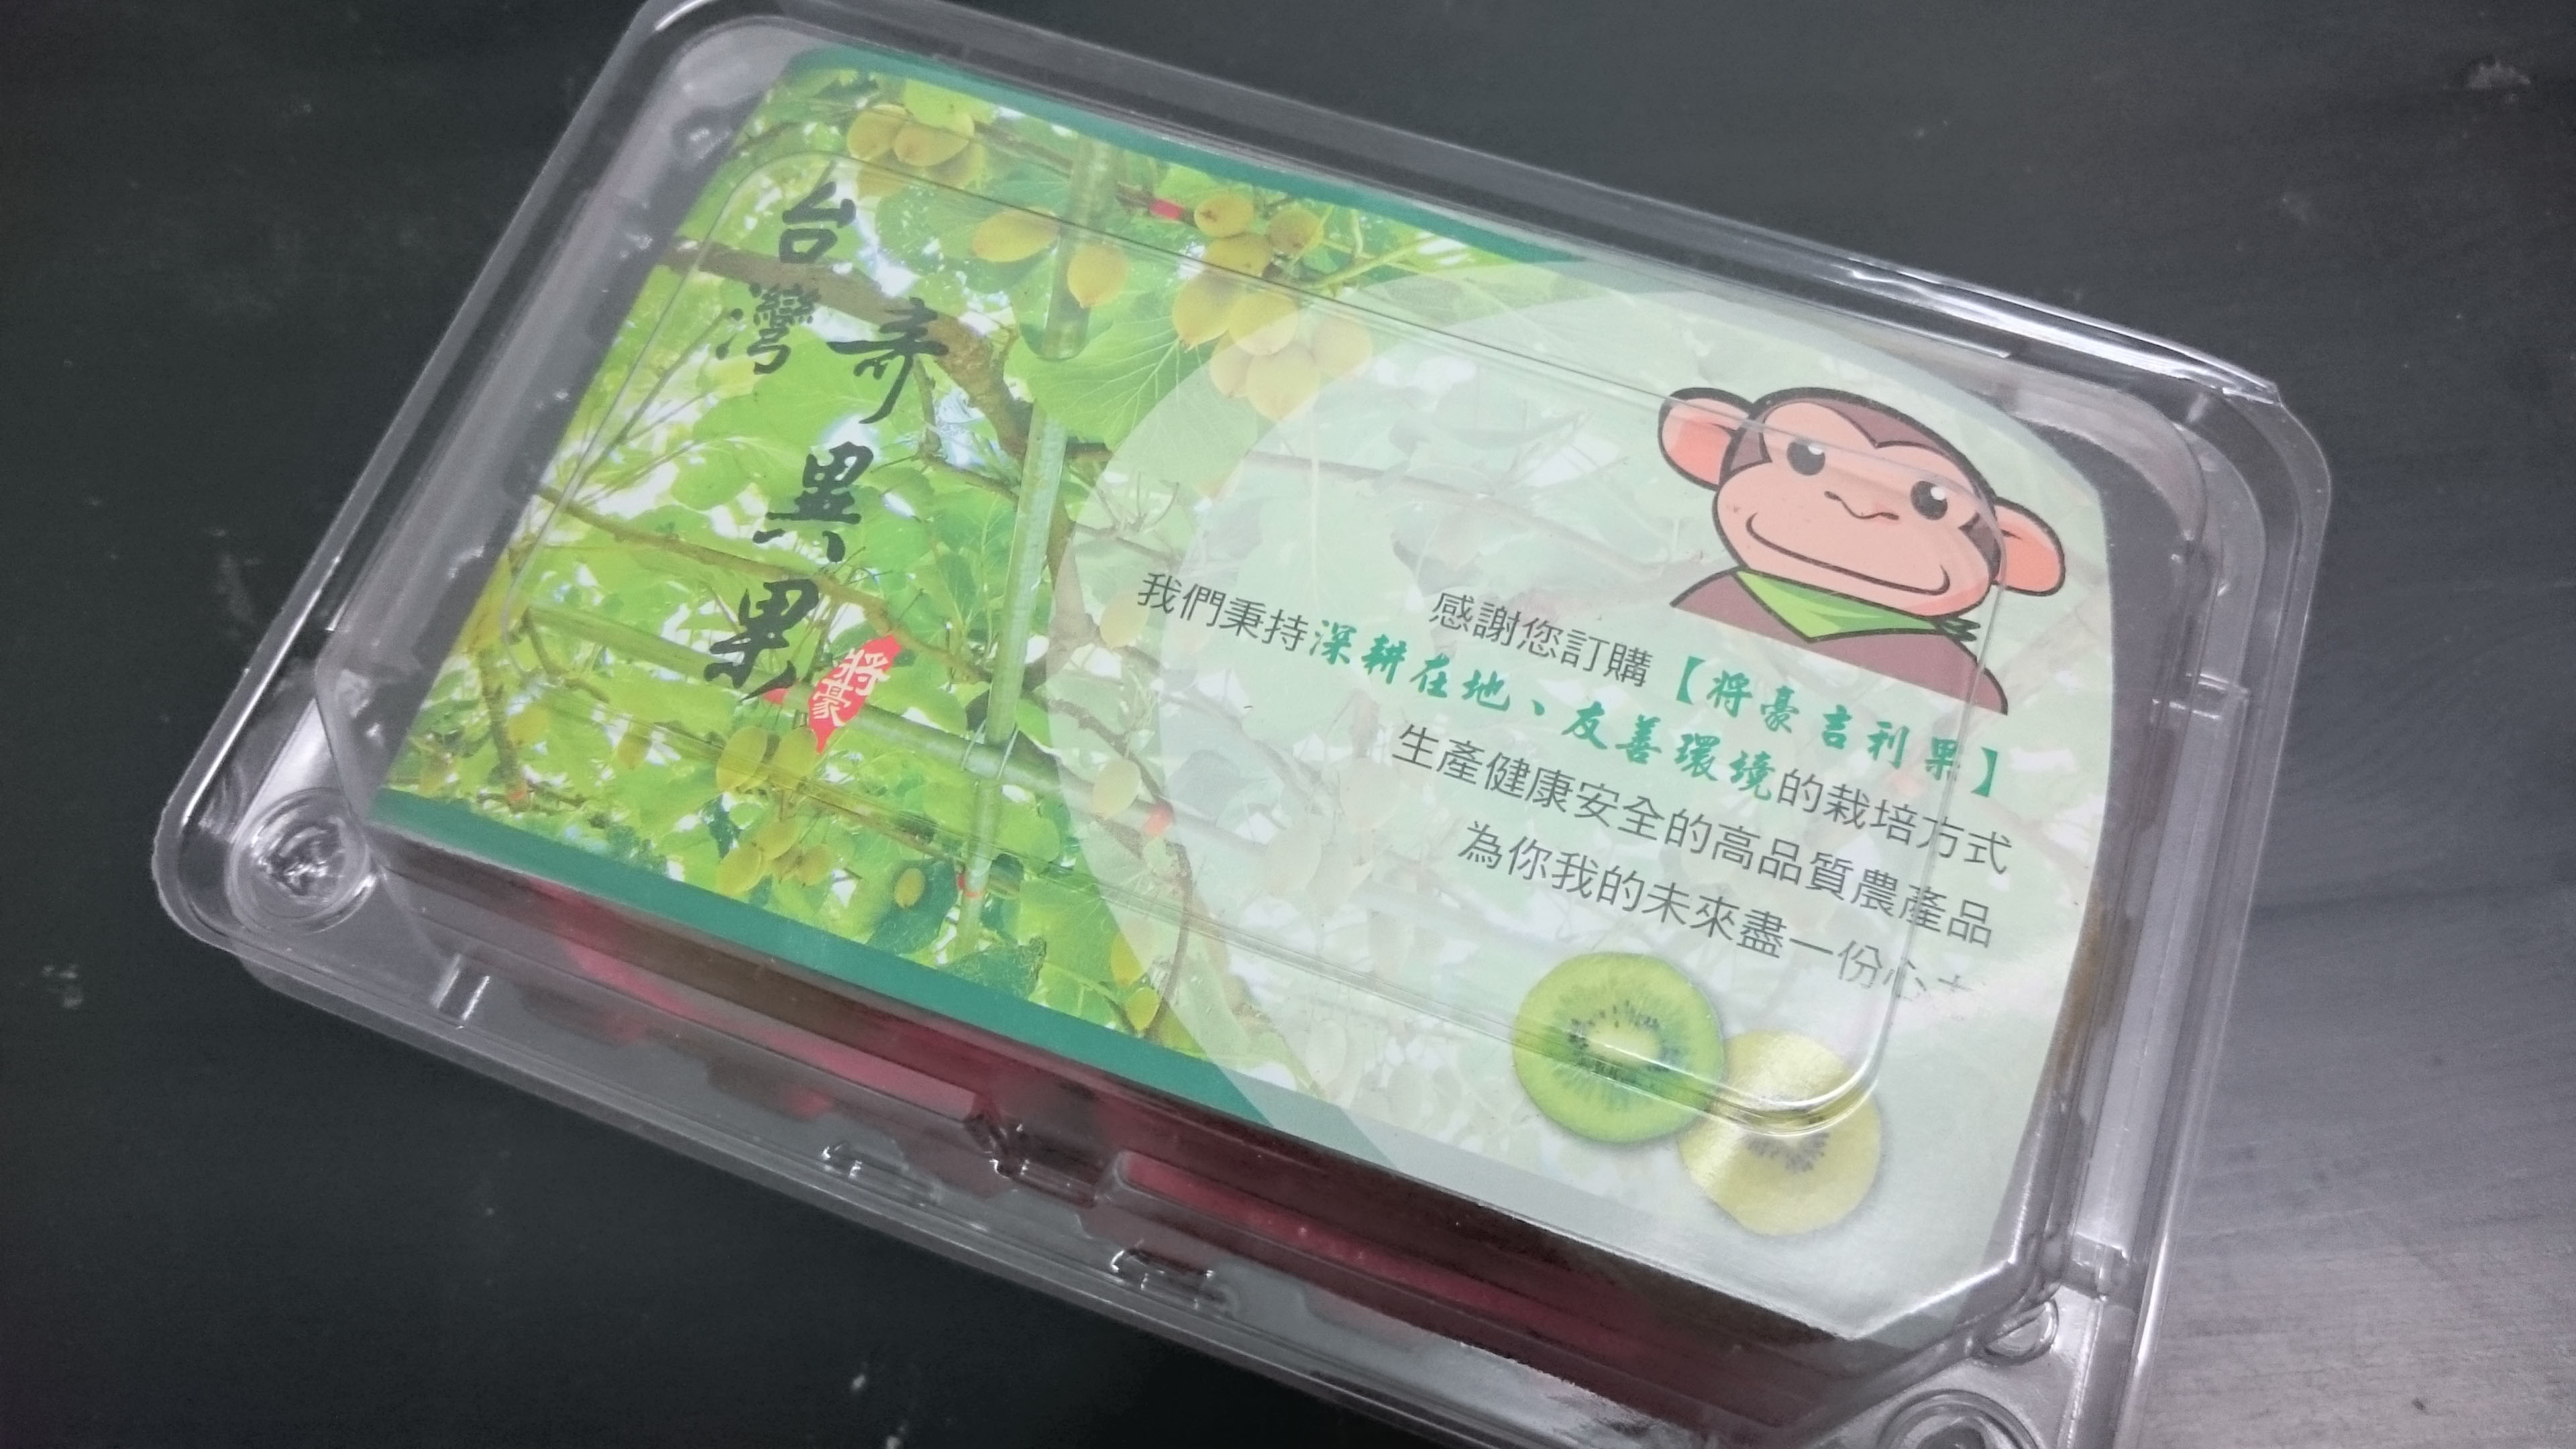 台灣
奇異果
將豪
感謝您訂購【將豪吉利果】
我們秉持深耕在地、友善環境的栽培方式
生產健康安全的高品質農產品
為你我的未來盡一份心